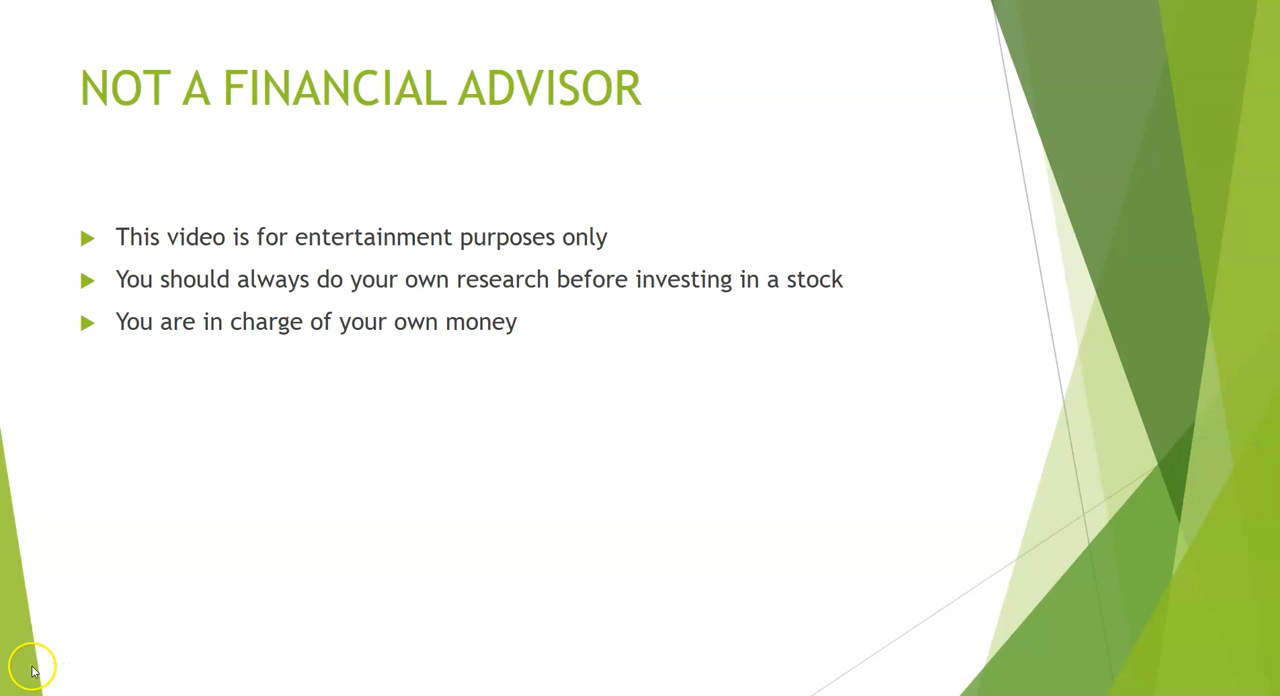 NOT A FINANCIAL ADVISOR
This video is for entertainment purposes only
You should always do your own research before investing in a stock
You are in charge of your own money